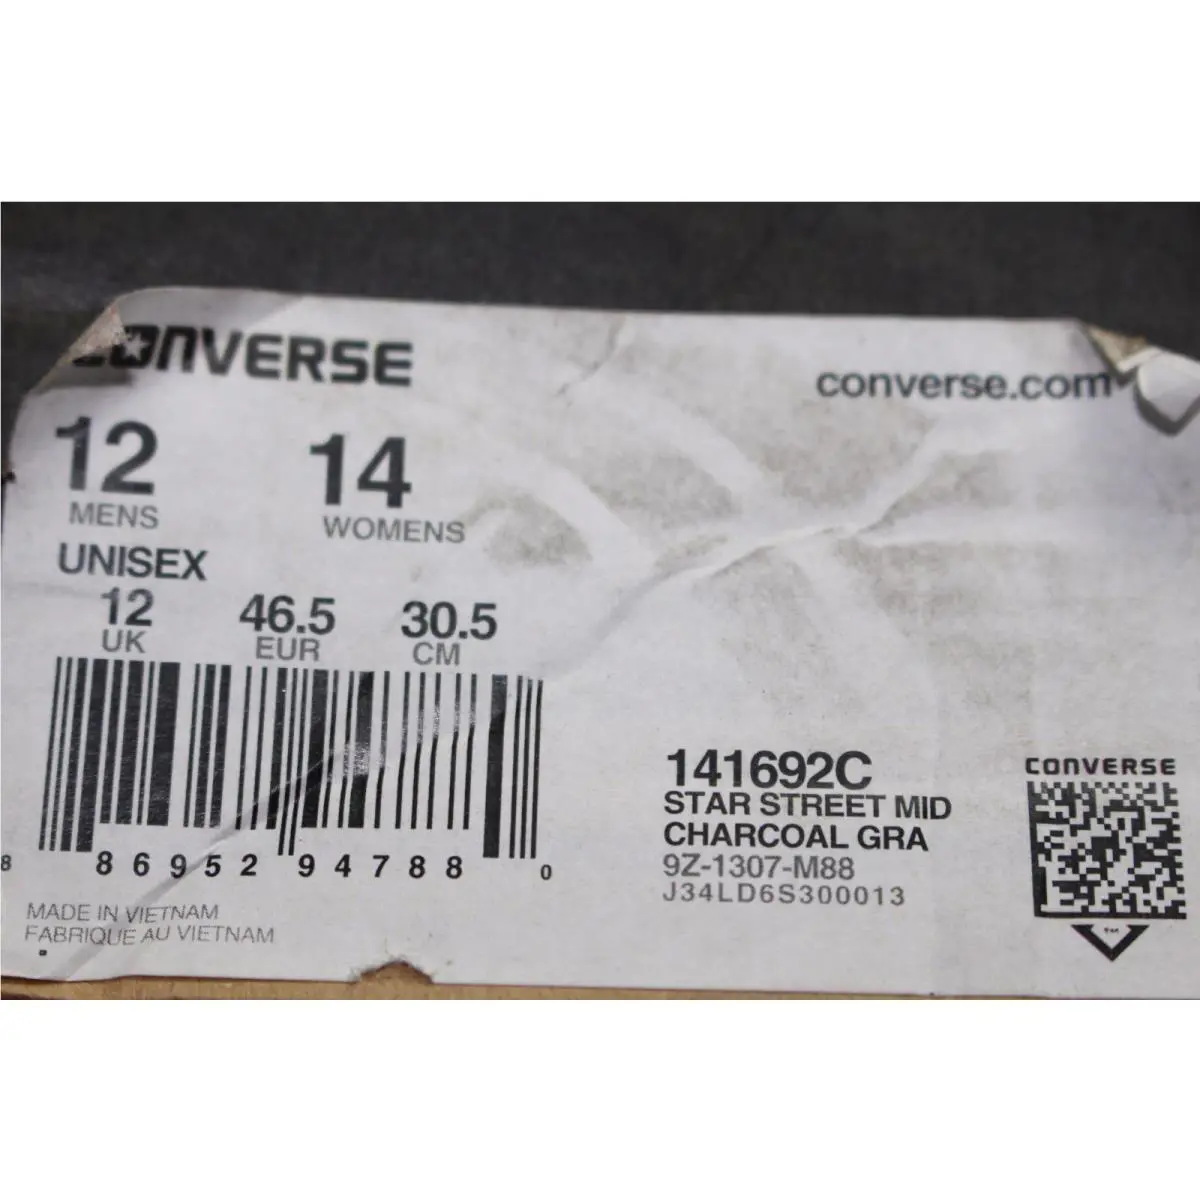 CONVERSE
converse.com
12 14
MENS WOMENS
UNISEX
12 46.5 30.5
UK EUR CM
8 86952 94788 0
MADE IN VIETNAM
FABRIQUE AU VIETNAM
141692C
STAR STREET MID
CHARCOAL GRA
9Z-1307-M88
J34LD6S300013
CONVERSE
TM